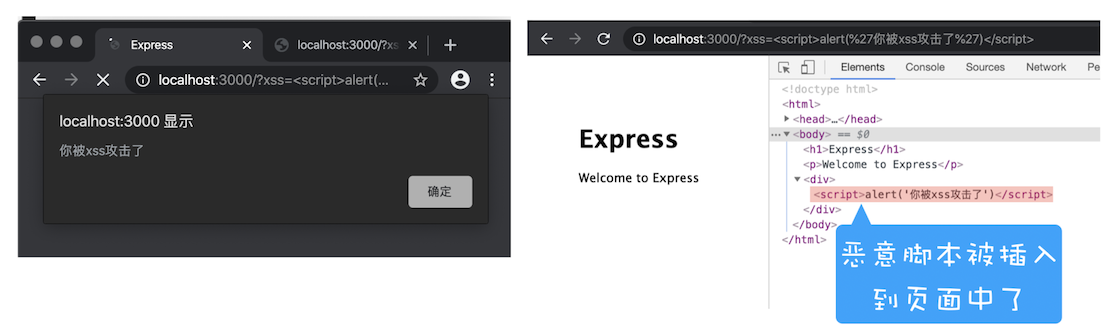 Express
localhost:3000/?xs
localhost:3000/?xss=<script>alert(...
localhost:3000 显示
你被xss攻击了
确定
localhost:3000/?xss=<script>alert(%27你被xss攻击了%27)</script>
Express
Welcome to Express
Elements Console Sources Network Pe
<!doctype html>
<html>
<head>…</head>
<body> == $0
<h1>Express</h1>
<p>Welcome to Express</p>
<div>
<script>alert('你被xss攻击了')</script>
</div>
</body>
</html>
恶意脚本被插入
到页面中了